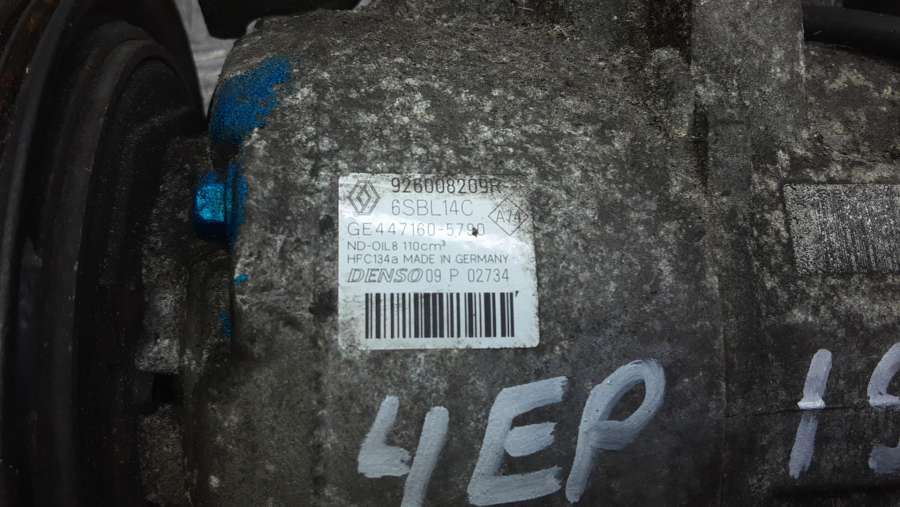 926008209R
6SBL14C A74
GE447160-5790
ND-OIL8 110cm³
HFC134a MADE IN GERMANY
DENSO 09 P 02734
4EP